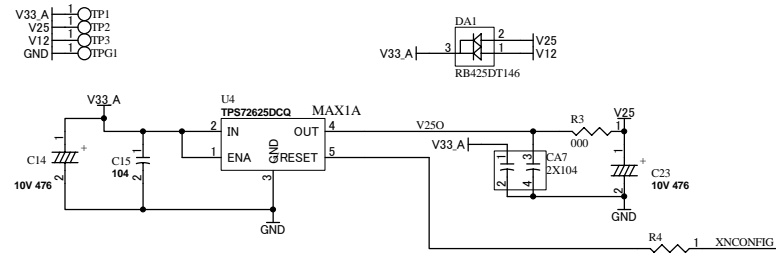 V33_A 1 TP1
V25 1 TP2
V12 1 TP3
GND 1 TPG1
DA1
V33_A 3
2 V25
1 V12
RB425DT146
V33_A
U4
TPS72625DCQ
MAX1A
2 IN
OUT 4
V25O
1 ENA
GND
RESET 5
3
GND
1
+
C14
10V 476
2
1
C15
104
2
V33_A
1 3
CA7
2X104
2 4
R3
000
V25
1
1
+
C23
10V 476
2
GND
R4
1
XNCONFIG